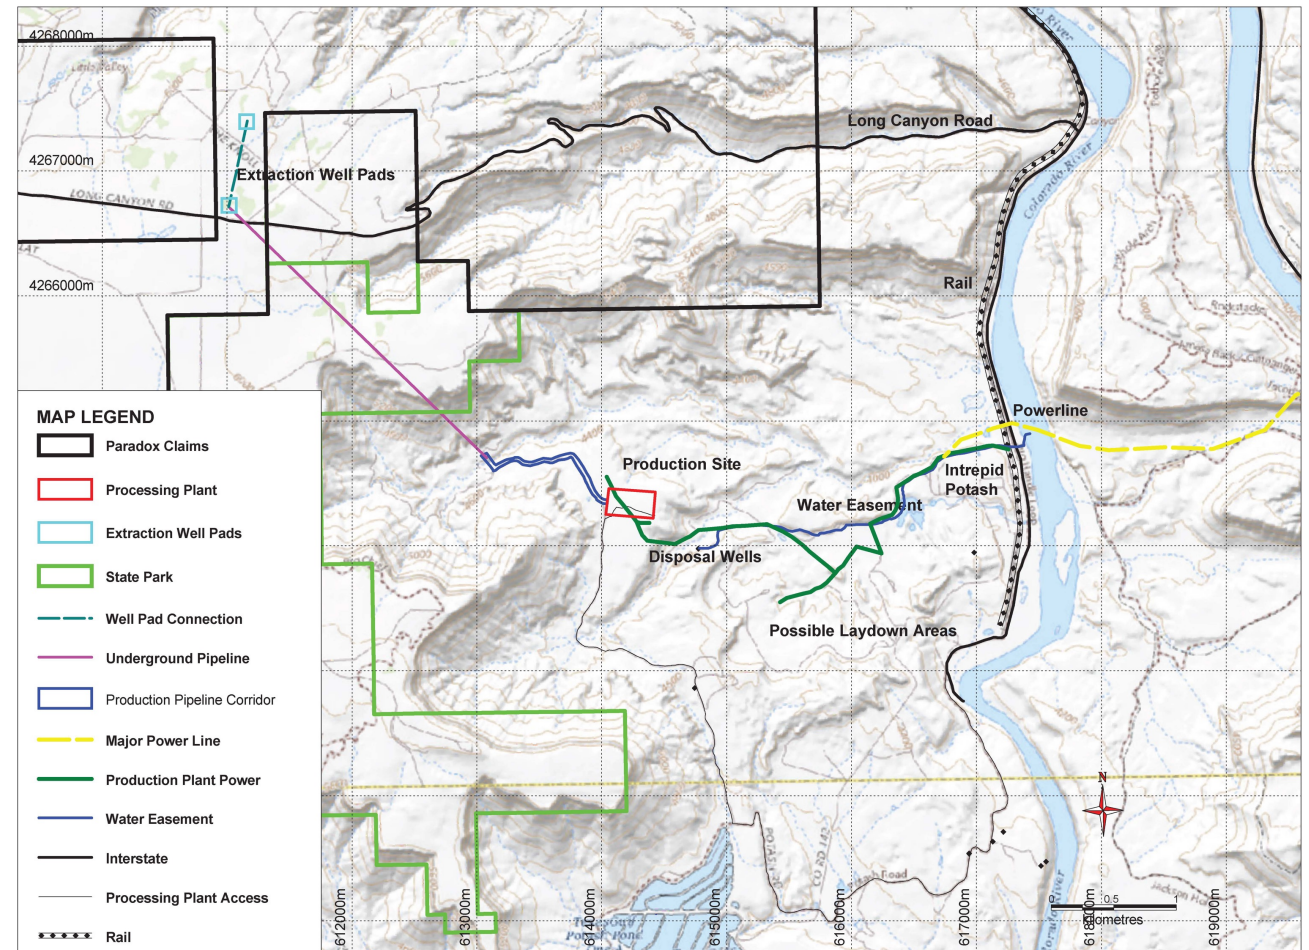 4268000m
Long Canyon Road
4267000m
Extraction Well Pads
LONG CANYON RD
Colorado River
4266000m
Rail
MAP LEGEND
Paradox Claims
Processing Plant
Extraction Well Pads
State Park
Well Pad Connection
Underground Pipeline
Production Pipeline Corridor
Major Power Line
Production Plant Power
Water Easement
Interstate
Processing Plant Access
Rail
Powerline
Production Site
Intrepid
Potash
Water Easement
Disposal Wells
Possible Laydown Areas
N
0 0.5 1
kilometres
612000m
613000m
614000m
615000m
616000m
617000m
618000m
619000m